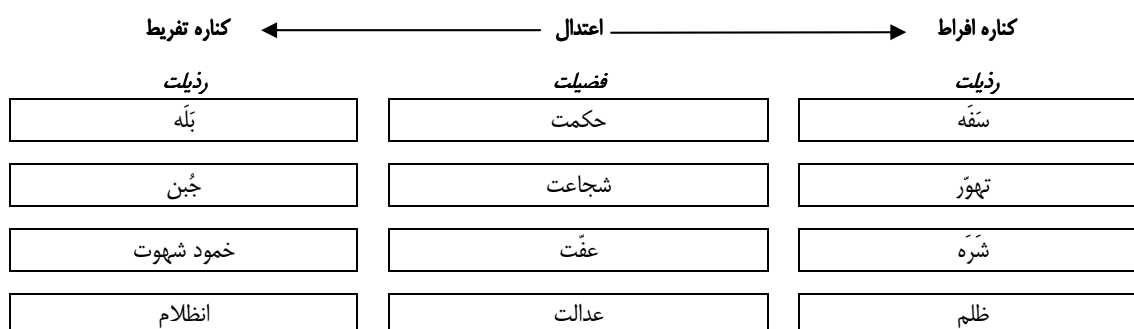 کناره افراط اعتدال کناره تفریط
رذیلت فضیلت رذیلت
سَفَه حکمت بَلَه
تهوّر شجاعت جُبن
شَرَه عفّت خمود شهوت
ظلم عدالت انظلام